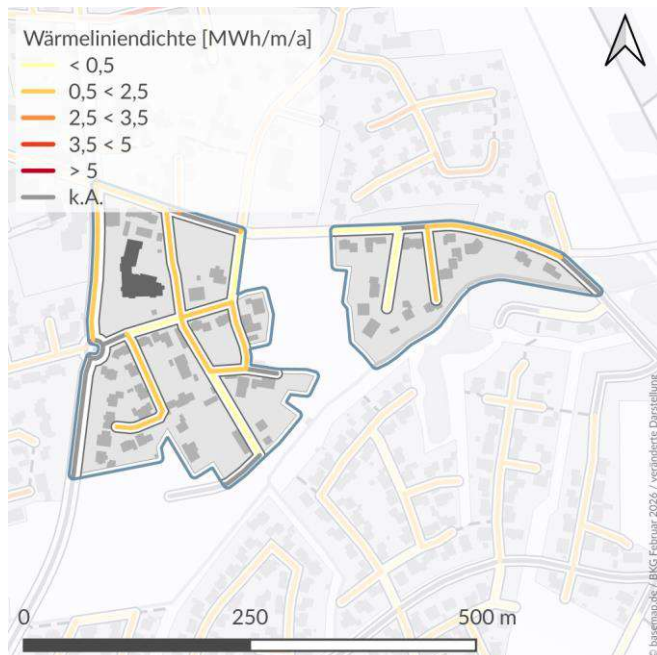 Wärmeliniendichte [MWh/m/a]
< 0,5
0,5 < 2,5
2,5 < 3,5
3,5 < 5
> 5
k.A.
0 250 500 m
© basemap.de / BKG Februar 2026 / veränderte Darstellung